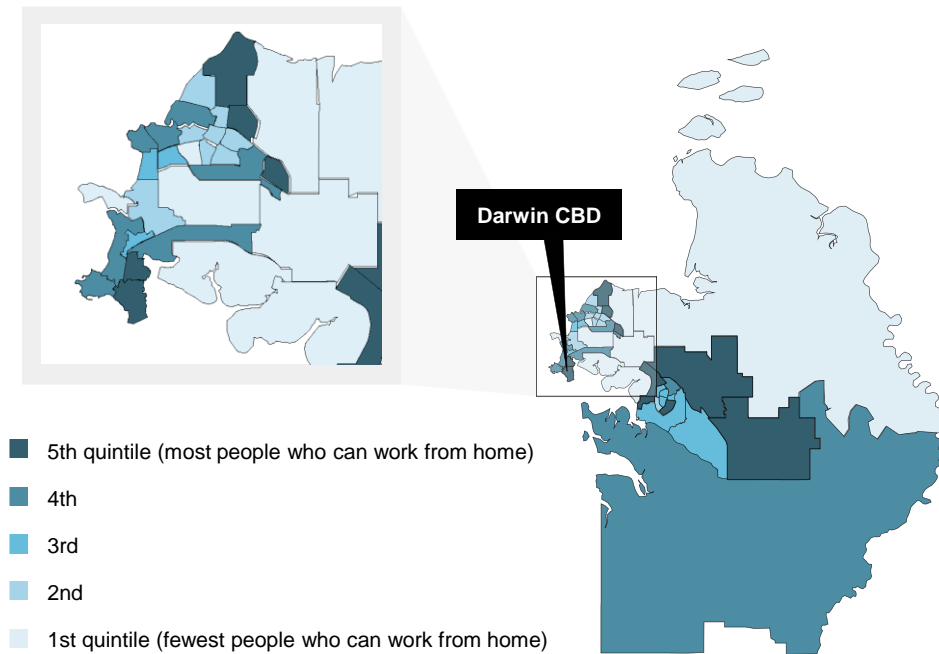 Darwin CBD
5th quintile (most people who can work from home)
4th
3rd
2nd
1st quintile (fewest people who can work from home)